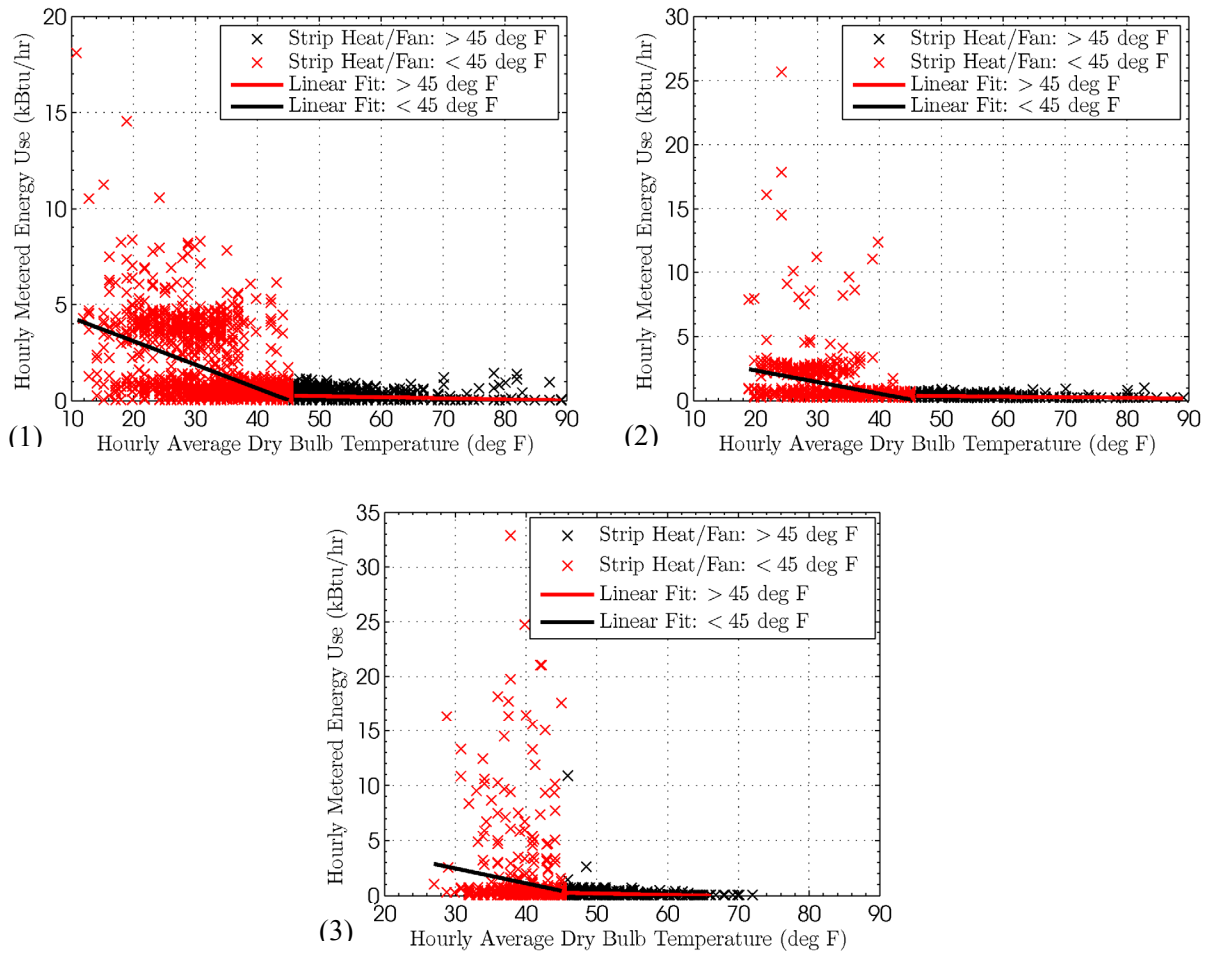 20
15
10
5
0
10 20 30 40 50 60 70 80 90
Hourly Metered Energy Use (kBtu/hr)
Hourly Average Dry Bulb Temperature (deg F)
Strip Heat/Fan: > 45 deg F
Strip Heat/Fan: < 45 deg F
Linear Fit: > 45 deg F
Linear Fit: < 45 deg F
(1)
30
25
20
15
10
5
0
10 20 30 40 50 60 70 80 90
Hourly Metered Energy Use (kBtu/hr)
Hourly Average Dry Bulb Temperature (deg F)
Strip Heat/Fan: > 45 deg F
Strip Heat/Fan: < 45 deg F
Linear Fit: > 45 deg F
Linear Fit: < 45 deg F
(2)
35
30
25
20
15
10
5
0
20 30 40 50 60 70 80 90
Hourly Metered Energy Use (kBtu/hr)
Hourly Average Dry Bulb Temperature (deg F)
Strip Heat/Fan: > 45 deg F
Strip Heat/Fan: < 45 deg F
Linear Fit: > 45 deg F
Linear Fit: < 45 deg F
(3)